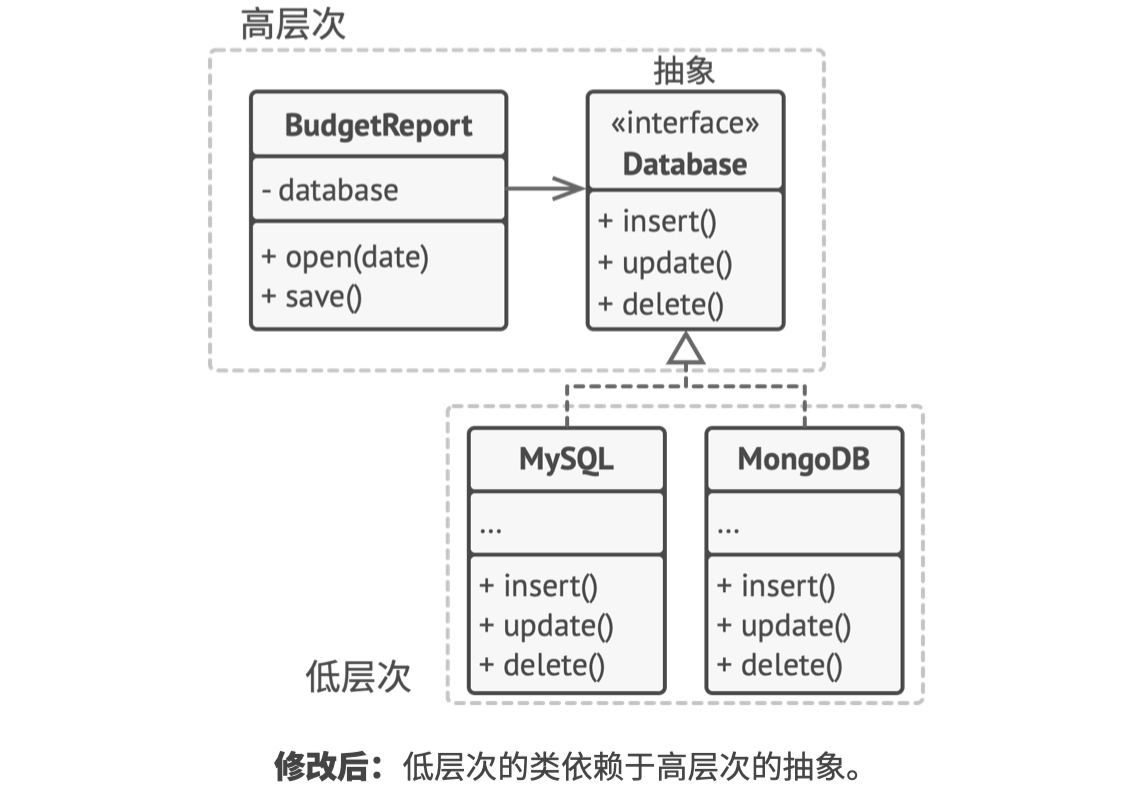 高层次
抽象
BudgetReport
- database
+ open(date)
+ save()
«interface»
Database
+ insert()
+ update()
+ delete()
MySQL
...
+ insert()
+ update()
+ delete()
MongoDB
...
+ insert()
+ update()
+ delete()
低层次
修改后：低层次的类依赖于高层次的抽象。